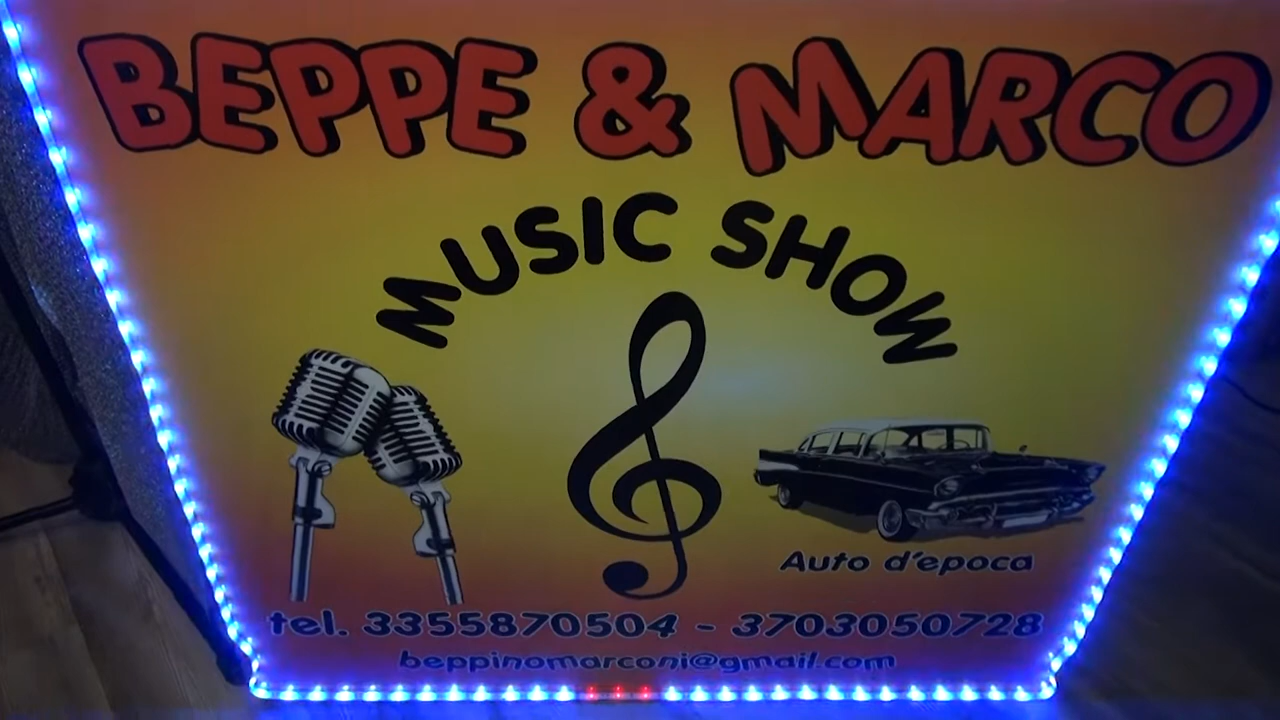 BEPPE & MARCO
MUSIC SHOW
Auto d'epoca
tel. 3355870504 - 3703050728
beppinomarconi@gmail.com